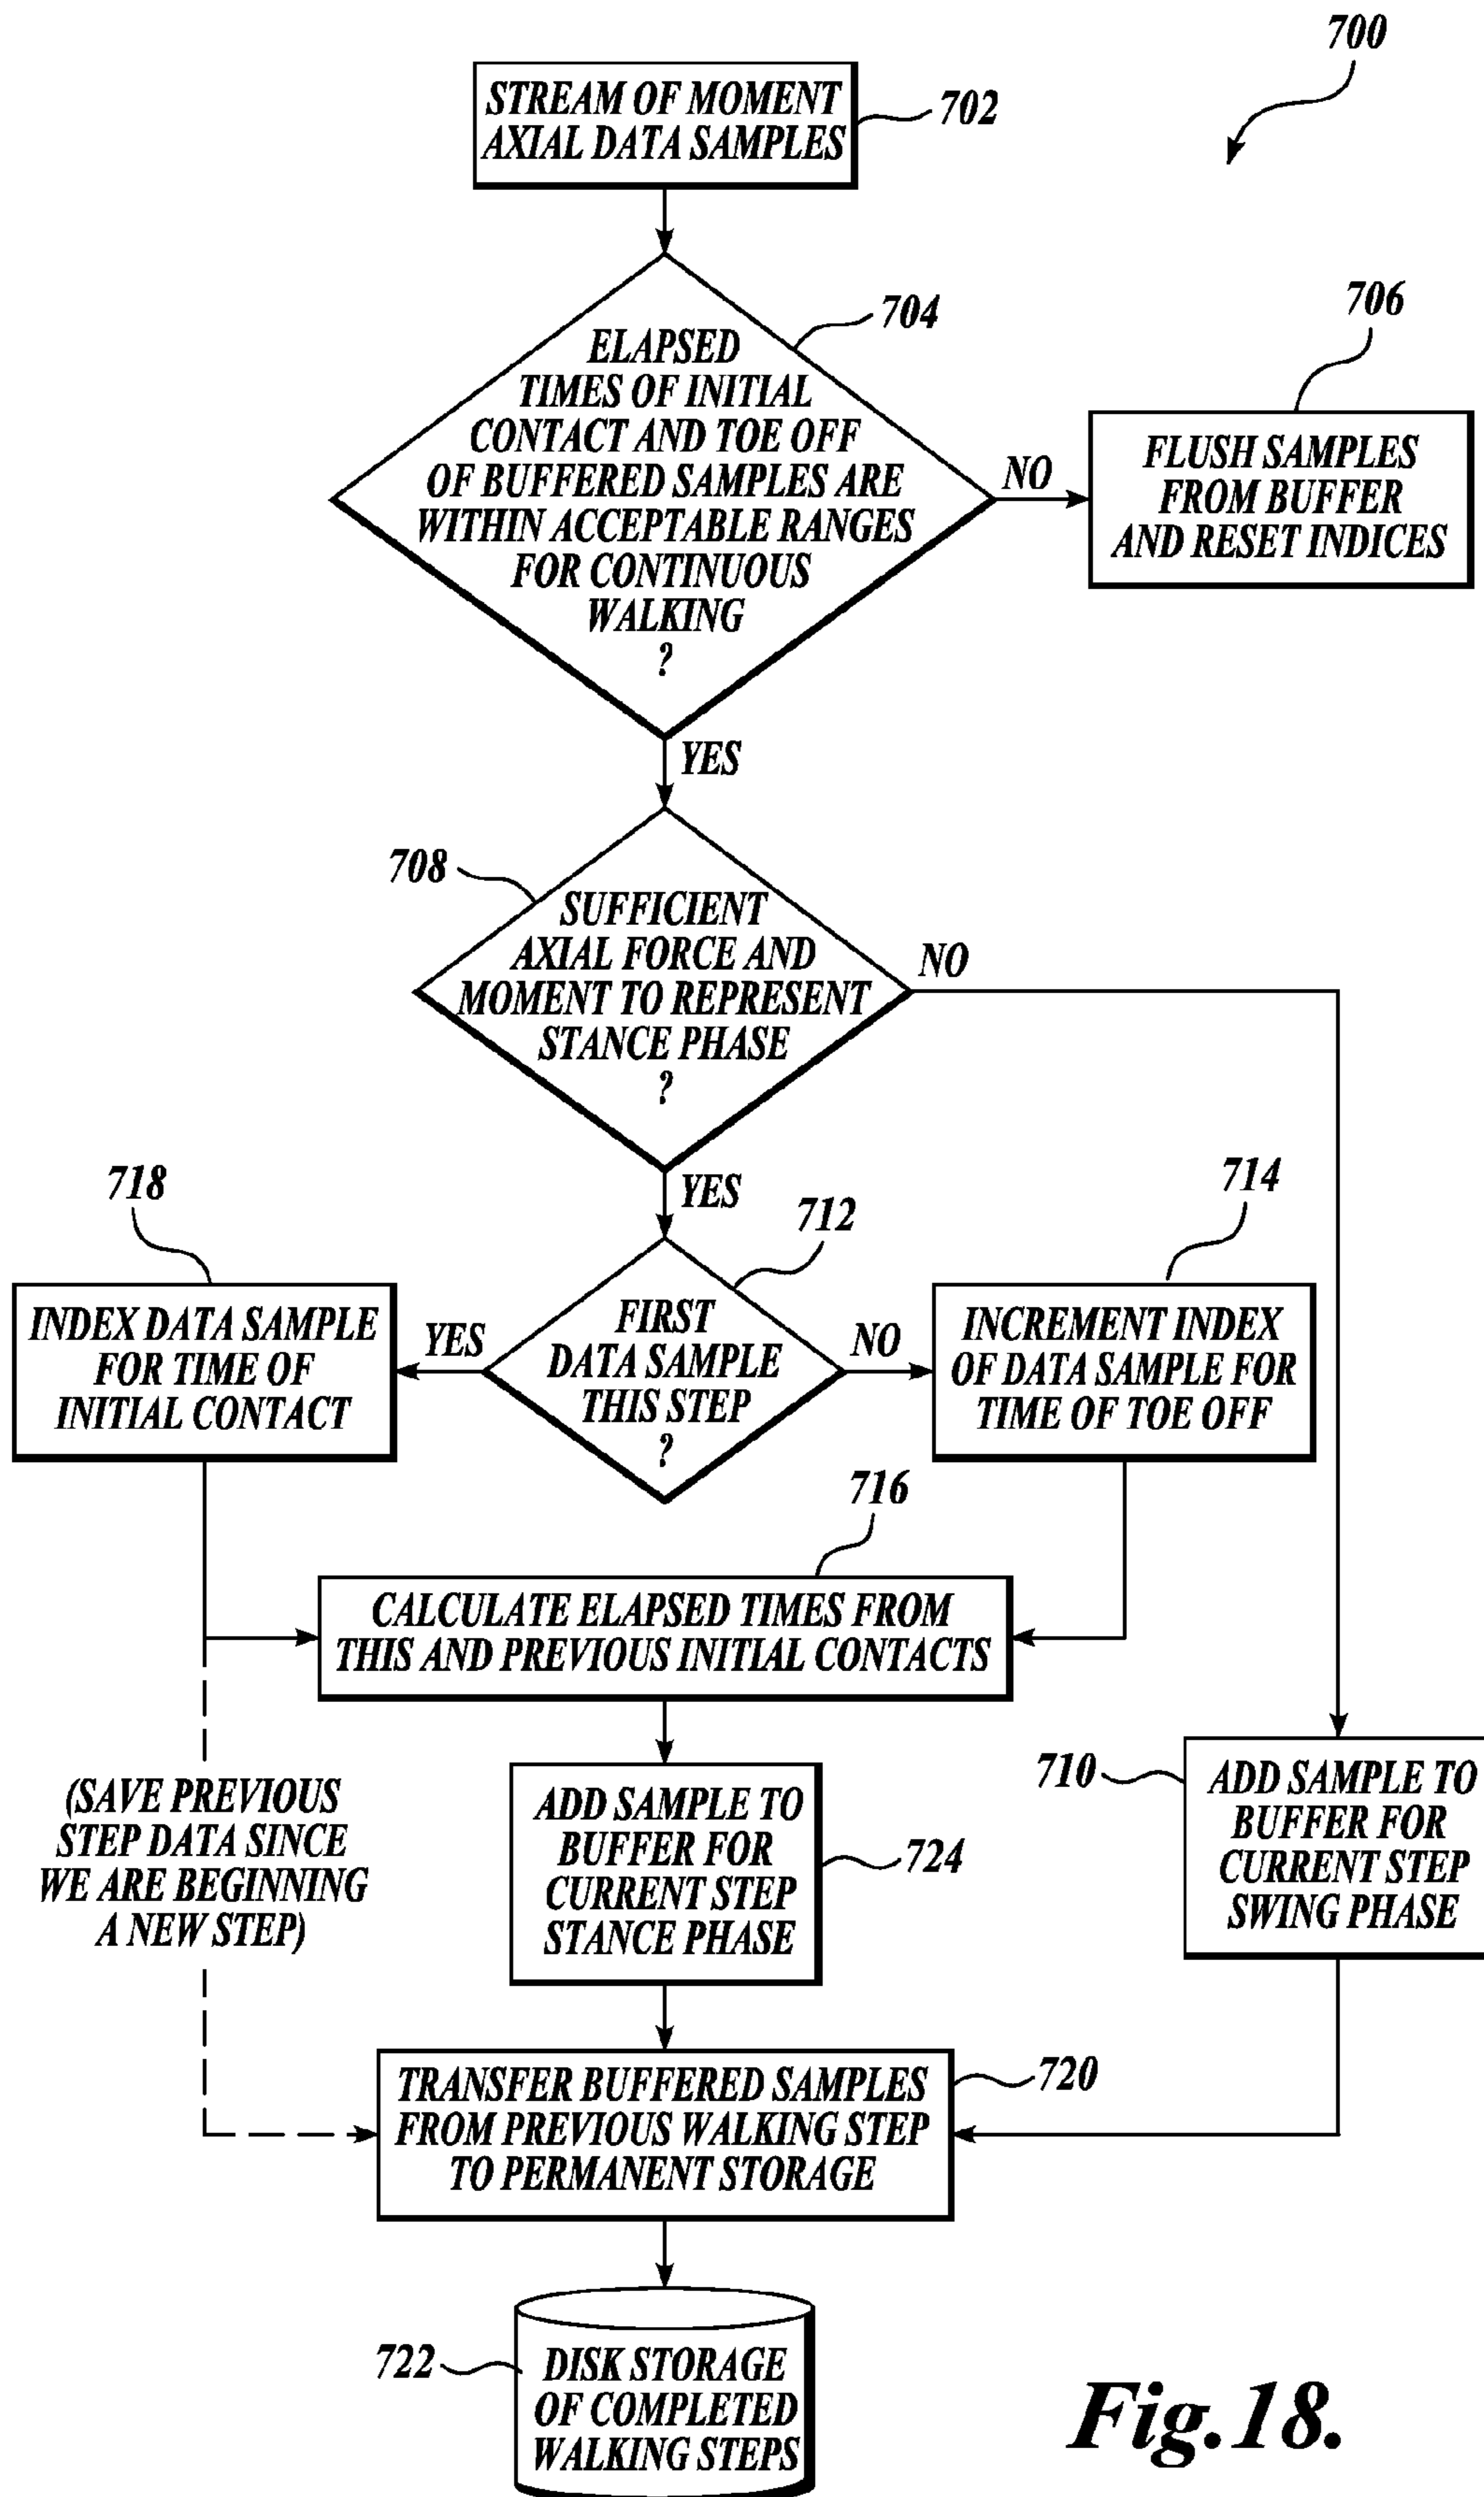 700
STREAM OF MOMENT
AXIAL DATA SAMPLES
702
704
ELAPSED
TIMES OF INITIAL
CONTACT AND TOE OFF
OF BUFFERED SAMPLES ARE
WITHIN ACCEPTABLE RANGES
FOR CONTINUOUS
WALKING
?
NO
706
FLUSH SAMPLES
FROM BUFFER
AND RESET INDICES
YES
708
SUFFICIENT
AXIAL FORCE AND
MOMENT TO REPRESENT
STANCE PHASE
?
NO
YES
718
INDEX DATA SAMPLE
FOR TIME OF
INITIAL CONTACT
YES
712
FIRST
DATA SAMPLE
THIS STEP
?
NO
714
INCREMENT INDEX
OF DATA SAMPLE FOR
TIME OF TOE OFF
716
CALCULATE ELAPSED TIMES FROM
THIS AND PREVIOUS INITIAL CONTACTS
(SAVE PREVIOUS
STEP DATA SINCE
WE ARE BEGINNING
A NEW STEP)
ADD SAMPLE TO
BUFFER FOR
CURRENT STEP
STANCE PHASE
724
710
ADD SAMPLE TO
BUFFER FOR
CURRENT STEP
SWING PHASE
TRANSFER BUFFERED SAMPLES
FROM PREVIOUS WALKING STEP
TO PERMANENT STORAGE
720
722
DISK STORAGE
OF COMPLETED
WALKING STEPS
Fig.18.